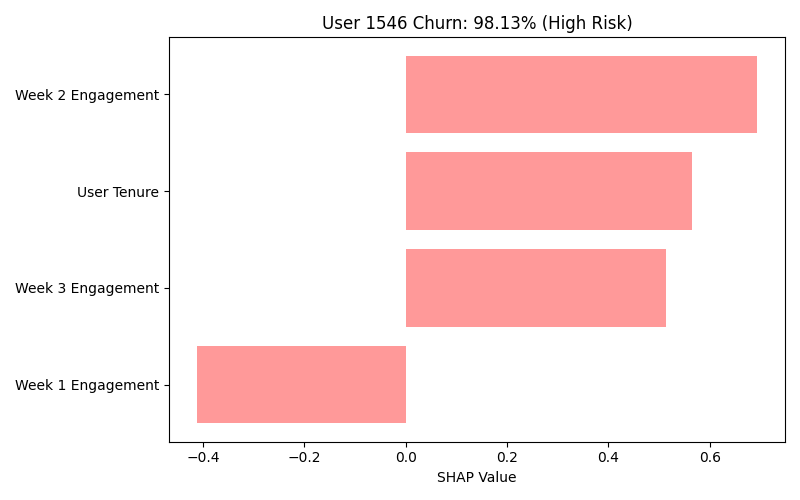 User 1546 Churn: 98.13% (High Risk)
Week 2 Engagement
User Tenure
Week 3 Engagement
Week 1 Engagement
−0.4 −0.2 0.0 0.2 0.4 0.6
SHAP Value